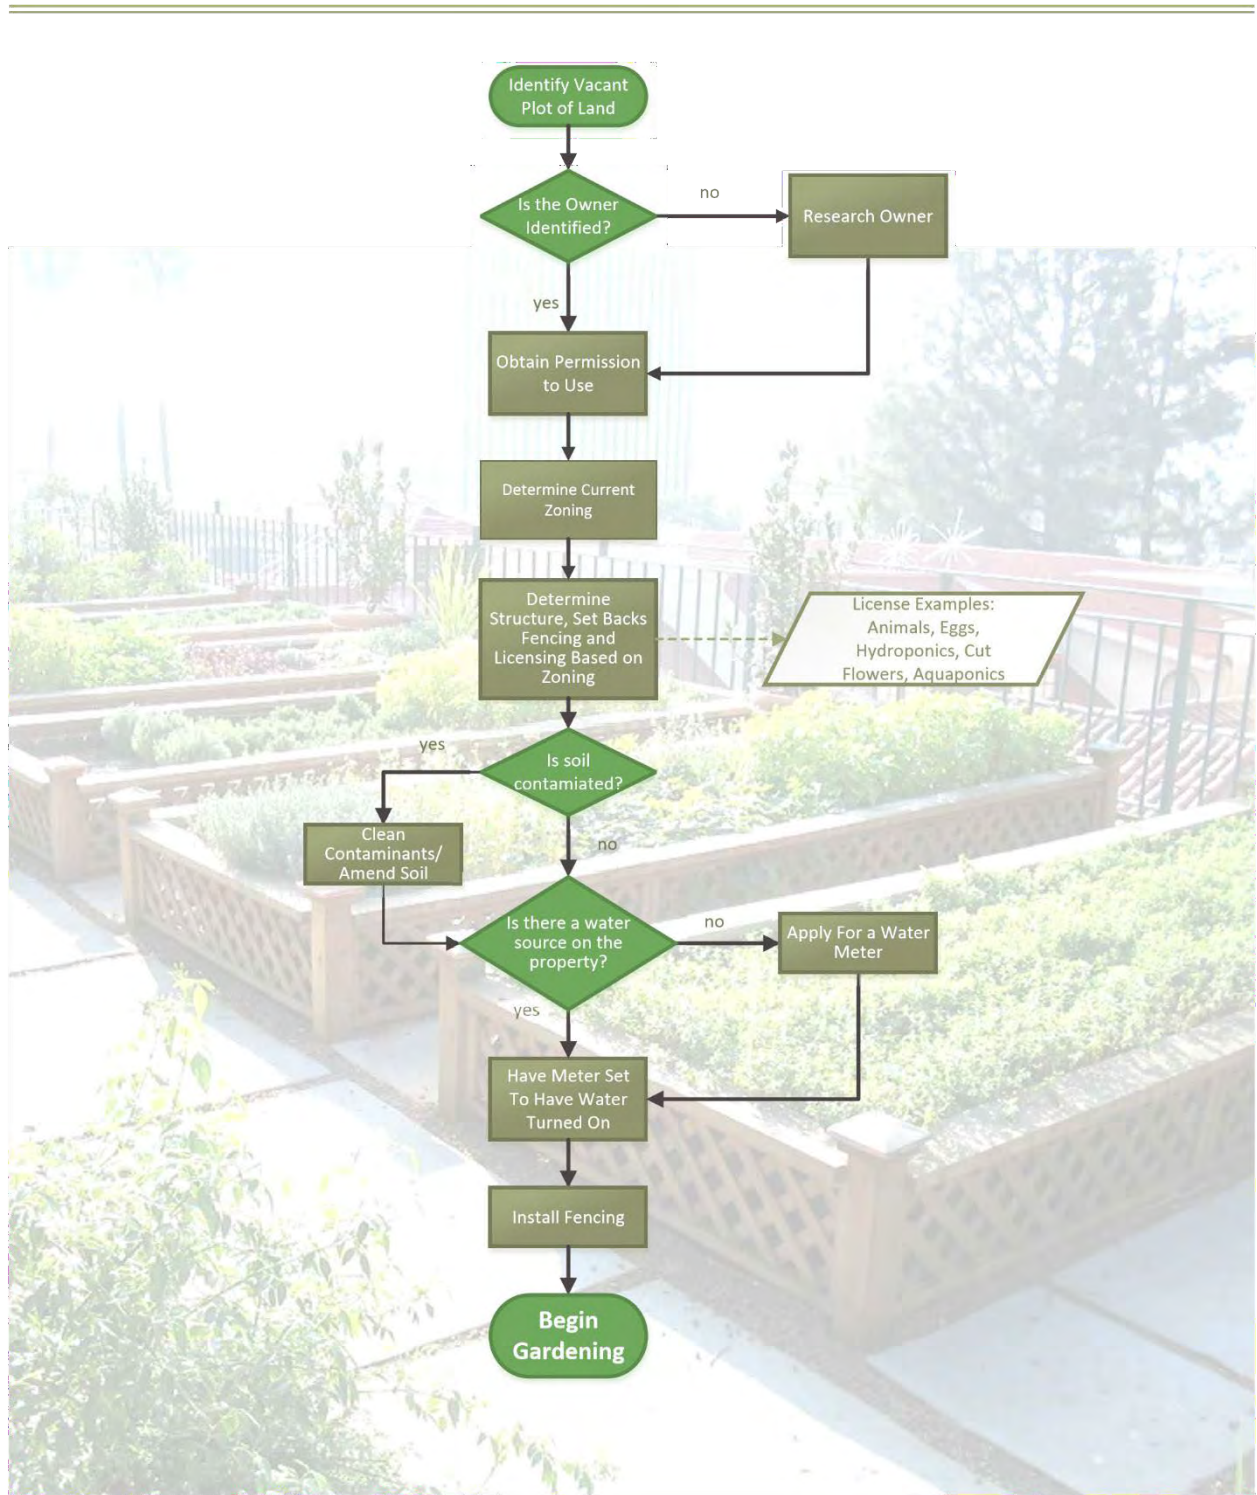 Identify Vacant
Plot of Land
Is the Owner
Identified?
no
Research Owner
yes
Obtain Permission
to Use
Determine Current
Zoning
Determine
Structure, Set Backs
Fencing and
Licensing Based on
Zoning
License Examples:
Animals, Eggs,
Hydroponics, Cut
Flowers, Aquaponics
yes
Is soil
contamiated?
Clean
Contaminants/
Amend Soil
no
Is there a water
source on the
property?
no
Apply For a Water
Meter
yes
Have Meter Set
To Have Water
Turned On
Install Fencing
Begin
Gardening